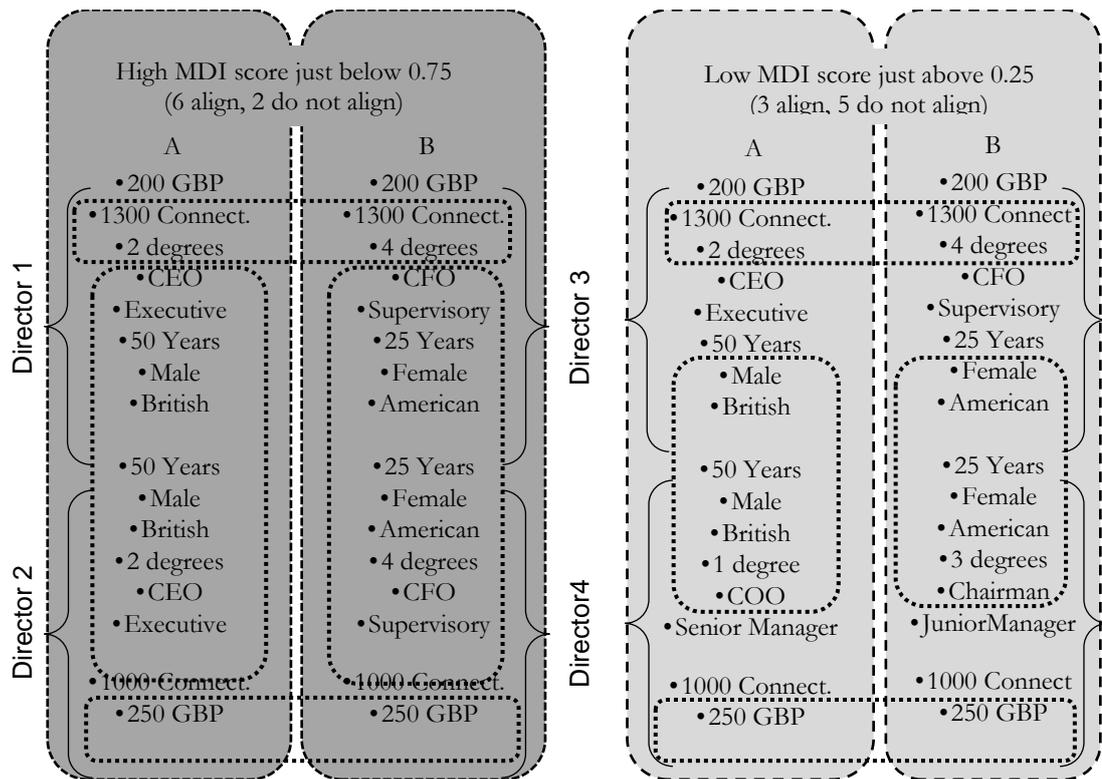 High MDI score just below 0.75
(6 align, 2 do not align)
A
B
Director 1
•200 GBP
•1300 Connect.
•2 degrees
•CEO
•Executive
•50 Years
•Male
•British
•200 GBP
•1300 Connect.
•4 degrees
•CFO
•Supervisory
•25 Years
•Female
•American
Director 2
•50 Years
•Male
•British
•2 degrees
•CEO
•Executive
•1000 Connect.
•250 GBP
•25 Years
•Female
•American
•4 degrees
•CFO
•Supervisory
•1000 Connect.
•250 GBP
Low MDI score just above 0.25
(3 align, 5 do not align)
A
B
Director 3
•200 GBP
•1300 Connect.
•2 degrees
•CEO
•Executive
•50 Years
•Male
•British
•200 GBP
•1300 Connect
•4 degrees
•CFO
•Supervisory
•25 Years
•Female
•American
Director4
•50 Years
•Male
•British
•1 degree
•COO
•Senior Manager
•1000 Connect.
•250 GBP
•25 Years
•Female
•American
•3 degrees
•Chairman
•JuniorManager
•1000 Connect
•250 GBP